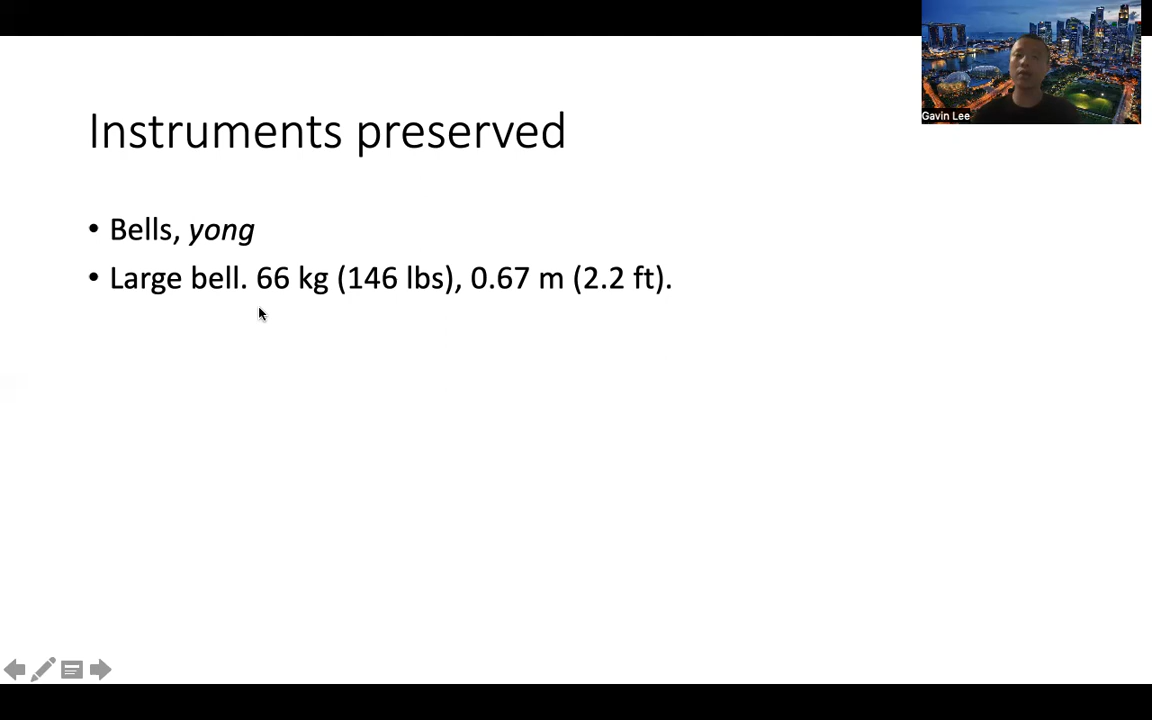 Gavin Lee
Instruments preserved
• Bells, yong
• Large bell. 66 kg (146 lbs), 0.67 m (2.2 ft).